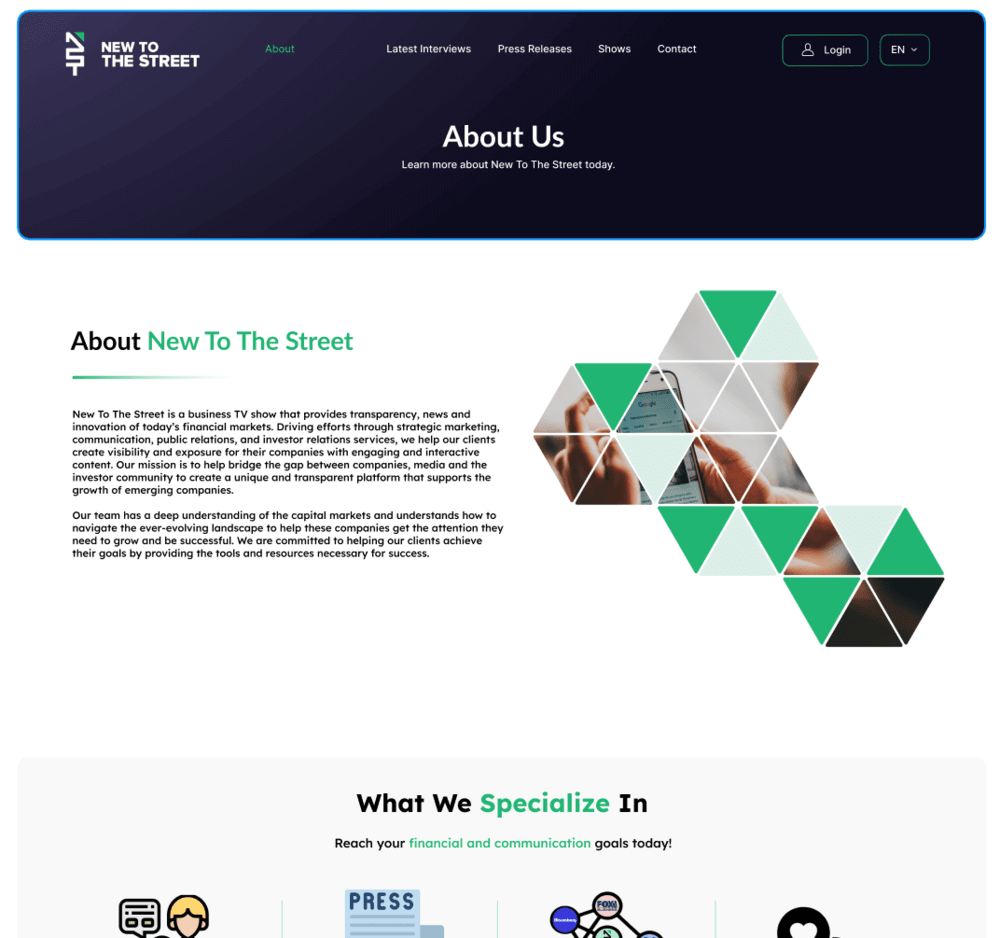 NEW TO
THE STREET
About
Latest Interviews
Press Releases
Shows
Contact
Login
EN
About Us
Learn more about New To The Street today.
About New To The Street
New To The Street is a business TV show that provides transparency, news and
innovation of today's financial markets. Driving efforts through strategic marketing,
communication, public relations, and investor relations services, we help our clients
create visibility and exposure for their companies with engaging and interactive
content. Our mission is to help bridge the gap between companies, media and the
investor community to create a unique and transparent platform that supports the
growth of emerging companies.
Our team has a deep understanding of the capital markets and understands how to
navigate the ever-evolving landscape to help these companies get the attention they
need to grow and be successful. We are committed to helping our clients achieve
their goals by providing the tools and resources necessary for success.
Google
What We Specialize In
Reach your financial and communication goals today!
PRESS
FOX
Bloomberg